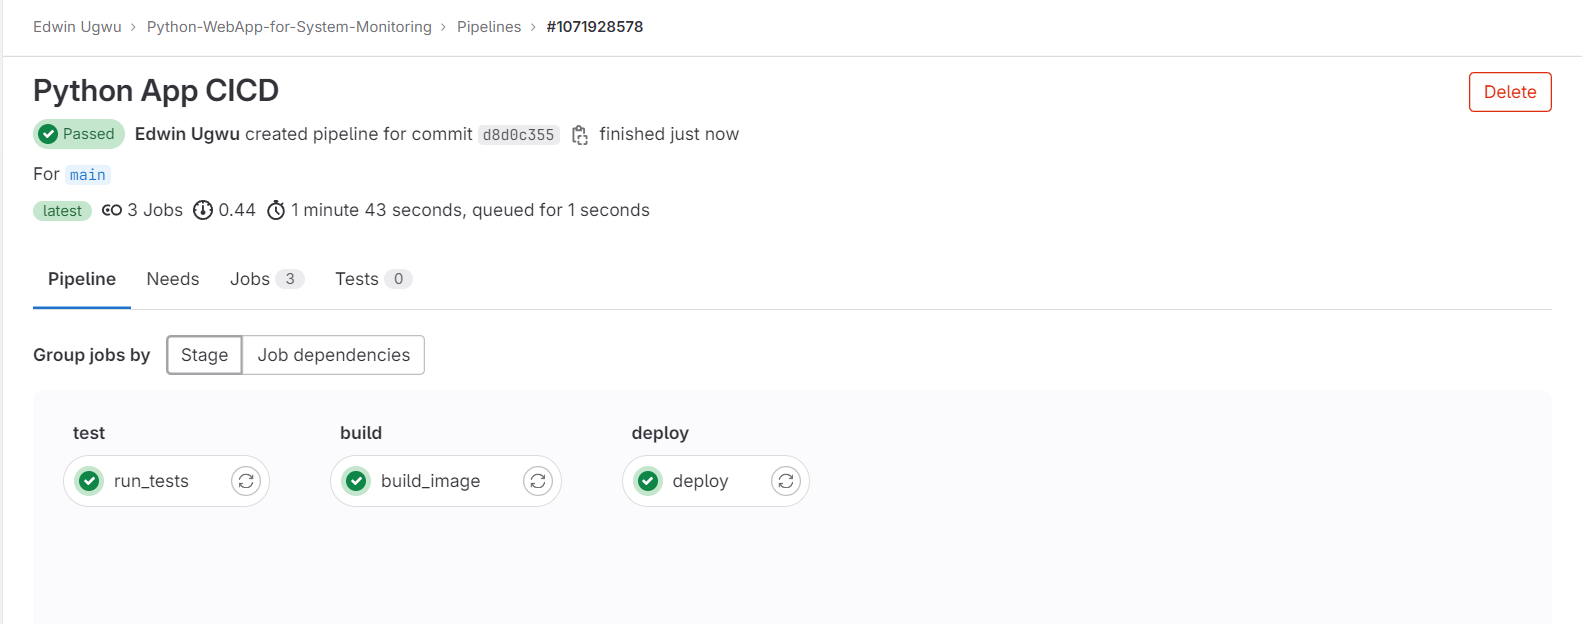 Edwin Ugwu › Python-WebApp-for-System-Monitoring › Pipelines › #1071928578
Python App CICD
Delete
Passed Edwin Ugwu created pipeline for commit d8d0c355 finished just now
For main
latest 3 Jobs 0.44 1 minute 43 seconds, queued for 1 seconds
Pipeline Needs Jobs 3 Tests 0
Group jobs by Stage Job dependencies
test build deploy
run_tests build_image deploy